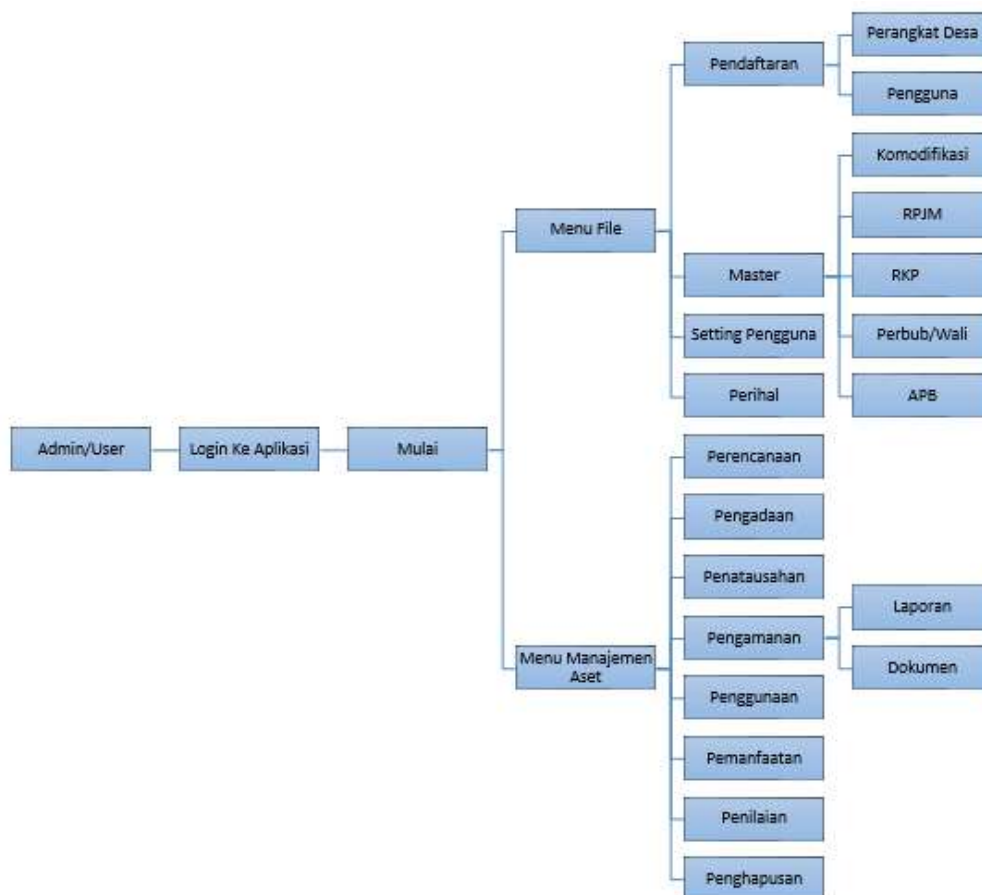 Perangkat Desa
Pendaftaran
Pengguna
Komodifikasi
RPJM
Menu File
Master
RKP
Setting Pengguna
Perbub/Wali
Perihal
APB
Admin/User
Login Ke Aplikasi
Mulai
Perencanaan
Pengadaan
Penatausahan
Laporan
Pengamanan
Menu Manajemen
Aset
Dokumen
Penggunaan
Pemanfaatan
Penilaian
Penghapusan